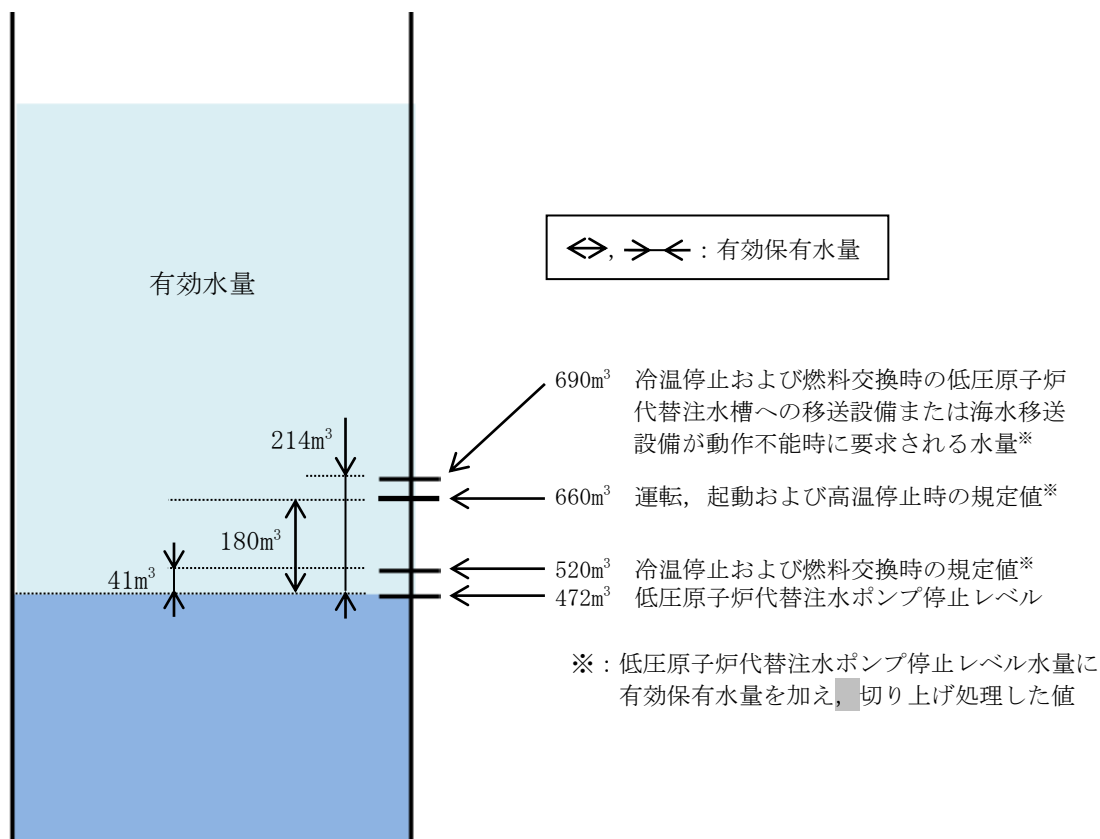 有効水量
：有効保有水量
690m³ 冷温停止および燃料交換時の低圧原子炉
代替注水槽への移送設備または海水移送
設備が動作不能時に要求される水量※
214m³
660m³ 運転，起動および高温停止時の規定値※
180m³
520m³ 冷温停止および燃料交換時の規定値※
41m³
472m³ 低圧原子炉代替注水ポンプ停止レベル
※：低圧原子炉代替注水ポンプ停止レベル水量に
有効保有水量を加え，切り上げ処理した値